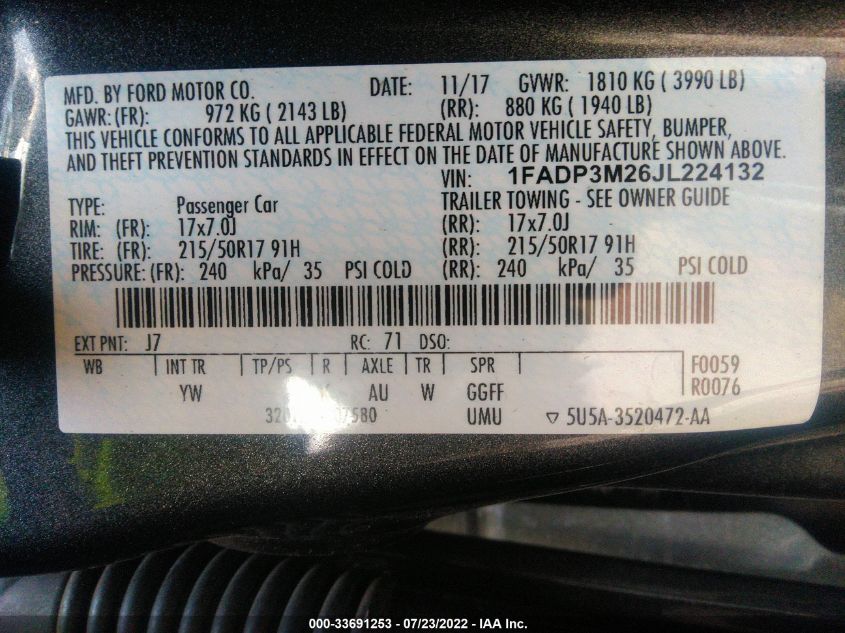 MFD. BY FORD MOTOR CO. DATE: 11/17 GVWR: 1810 KG ( 3990 LB)
GAWR: (FR): 972 KG ( 2143 LB) (RR): 880 KG ( 1940 LB)
THIS VEHICLE CONFORMS TO ALL APPLICABLE FEDERAL MOTOR VEHICLE SAFETY, BUMPER,
AND THEFT PREVENTION STANDARDS IN EFFECT ON THE DATE OF MANUFACTURE SHOWN ABOVE.
VIN: 1FADP3M26JL224132
TYPE: Passenger Car TRAILER TOWING - SEE OWNER GUIDE
RIM: (FR): 17x7.0J (RR): 17x7.0J
TIRE: (FR): 215/50R17 91H (RR): 215/50R17 91H
PRESSURE: (FR): 240 kPa/ 35 PSI COLD (RR): 240 kPa/ 35 PSI COLD
EXT PNT: J7 RC: 71 DSO:
WB INT TR TP/PS R AXLE TR SPR F0059
YW AU W GGFF R0076
UMU ▽ 5U5A-3520472-AA
000-33691253 - 07/23/2022 - IAA Inc.